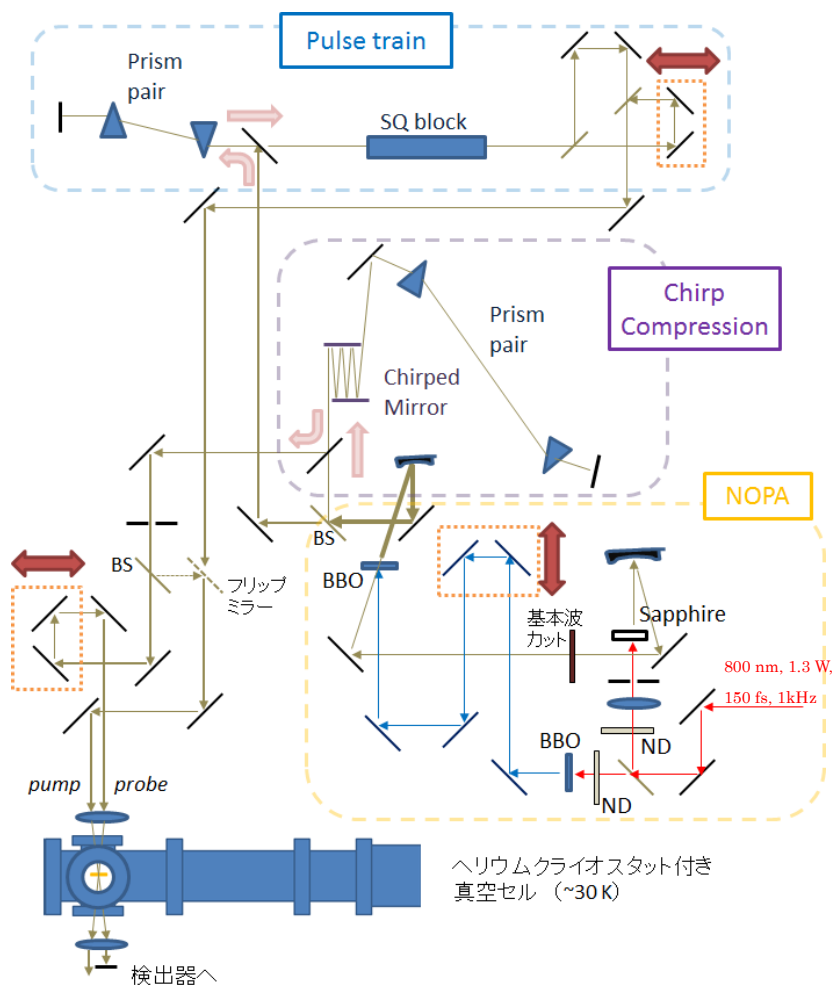 Pulse train
Prism
pair
SQ block
Chirp
Compression
Prism
pair
Chirped
Mirror
NOPA
BS
BBO
BS
フリップ
ミラー
基本波
カット
Sapphire
800 nm, 1.3 W,
150 fs, 1kHz
ND
BBO
ND
pump
probe
ヘリウムクライオスタット付き
真空セル (~30 K)
検出器へ